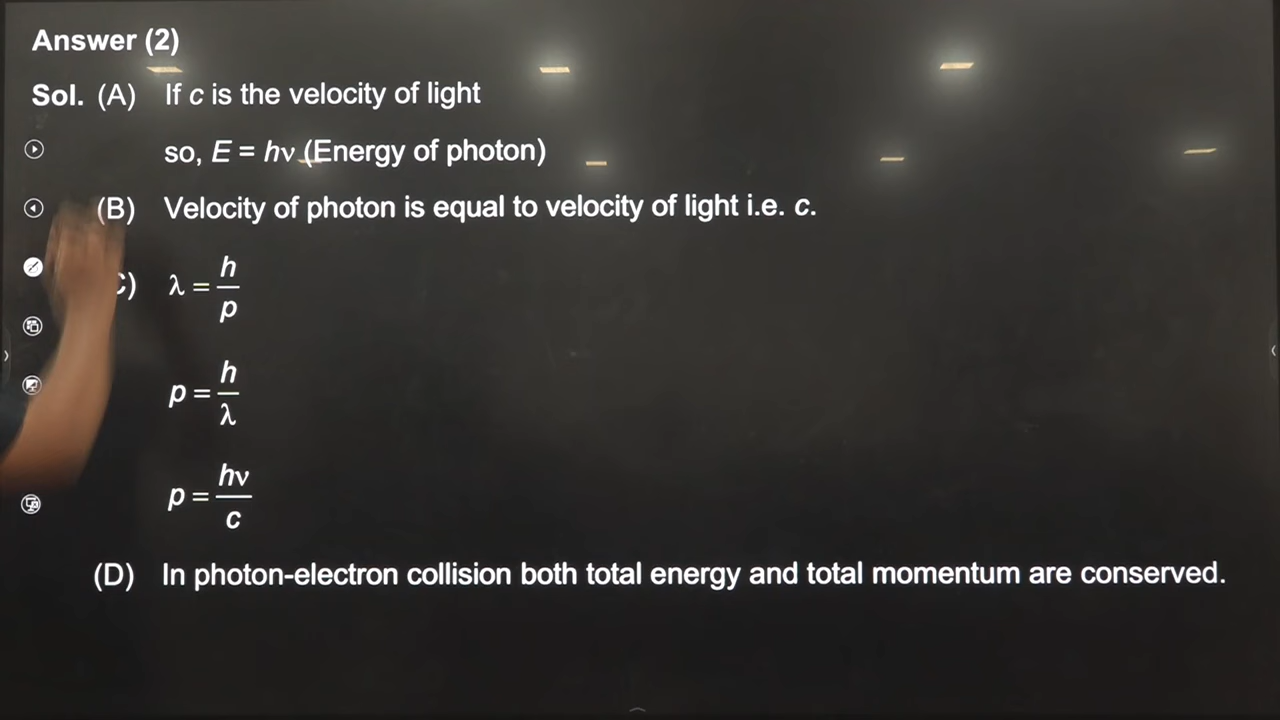 Answer (2)
Sol. (A) If c is the velocity of light
so, E = hν (Energy of photon)
(B) Velocity of photon is equal to velocity of light i.e. c.
C) λ = h/p
p = h/λ
p = hν/c
(D) In photon-electron collision both total energy and total momentum are conserved.